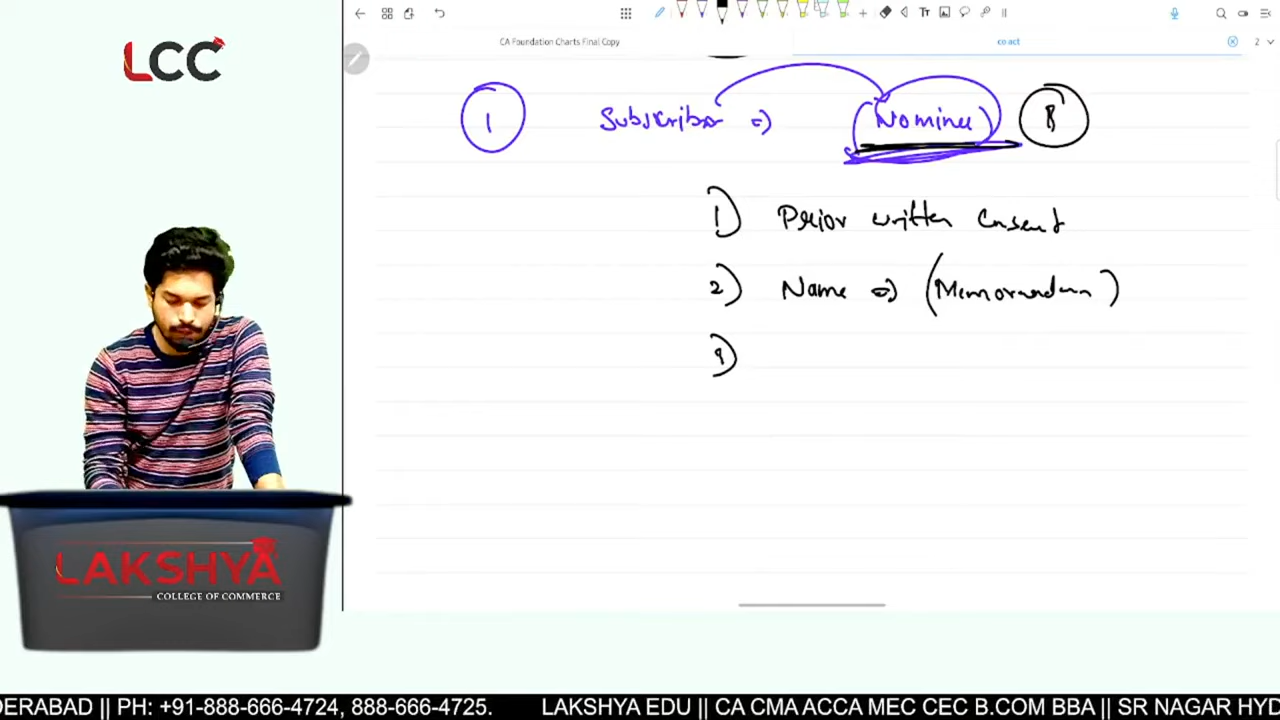 LCC
CA Foundation Charts Final Copy
co act
2
Tт
1 Subscriber => (Nominee)
1) Prior written Consent
2) Name => (Memorandum)
LAKSHYA
COLLEGE OF COMMERCE
DERABAD || PH: +91-888-666-4724, 888-666-4725. LAKSHYA EDU || CA CMA ACCA MEC CEC B.COM BBA || SR NAGAR HYD